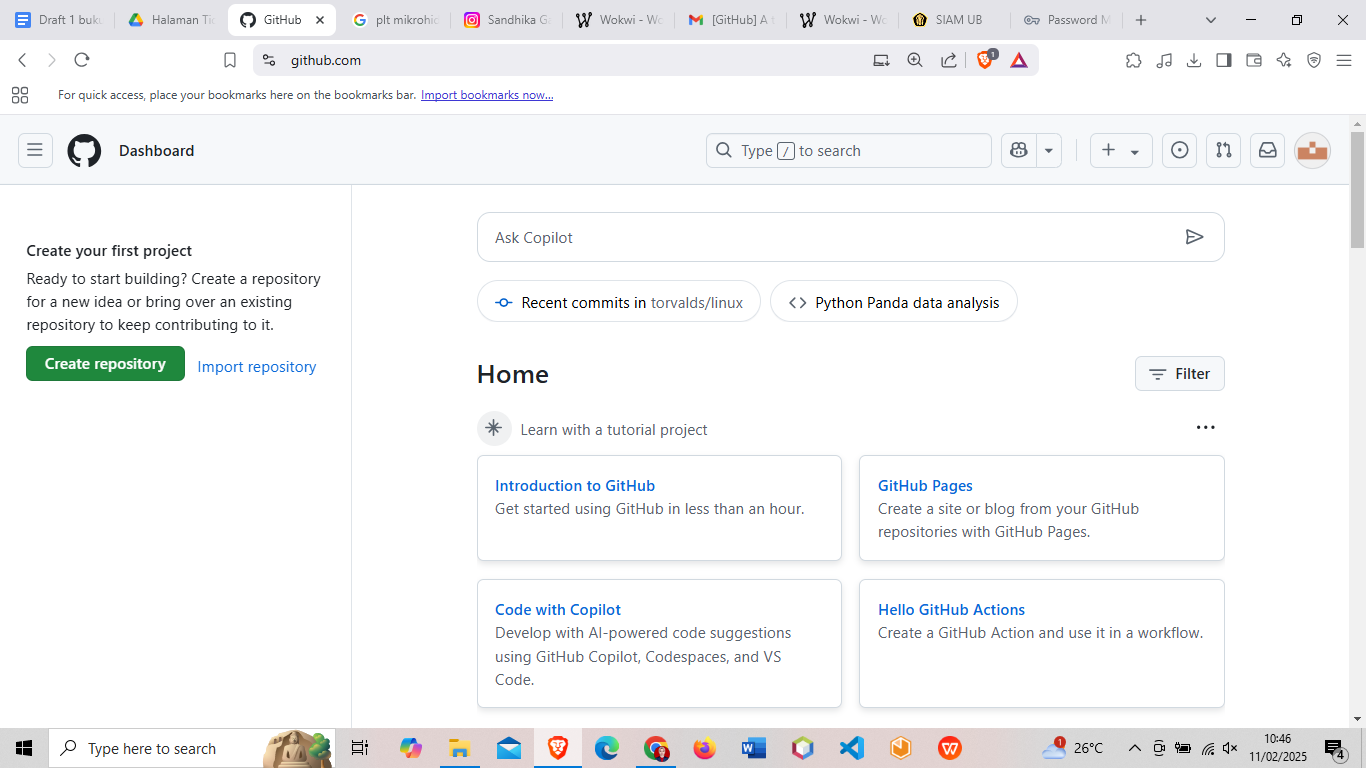 Draft 1 buku
Halaman Tid
GitHub
plt mikrohid
Sandhika Ga
Wokwi - Wo
[GitHub] A t
Wokwi - Wo
SIAM UB
Password M
github.com
1
For quick access, place your bookmarks here on the bookmarks bar. Import bookmarks now...
Dashboard
Type / to search
Create your first project
Ready to start building? Create a repository
for a new idea or bring over an existing
repository to keep contributing to it.
Create repository
Import repository
Ask Copilot
Recent commits in torvalds/linux
Python Panda data analysis
Home
Filter
Learn with a tutorial project
Introduction to GitHub
Get started using GitHub in less than an hour.
GitHub Pages
Create a site or blog from your GitHub
repositories with GitHub Pages.
Code with Copilot
Develop with AI-powered code suggestions
using GitHub Copilot, Codespaces, and VS
Code.
Hello GitHub Actions
Create a GitHub Action and use it in a workflow.
Type here to search
1
26°C
10:46
11/02/2025
4